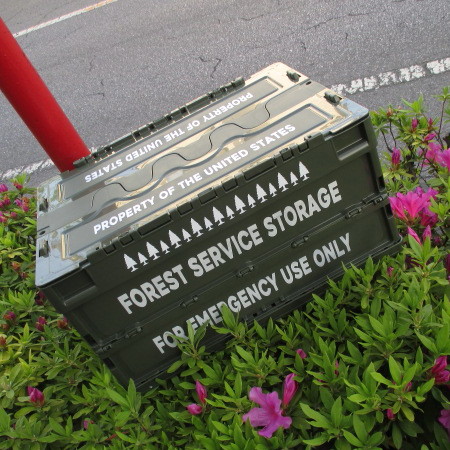 PROPERTY OF THE UNITED STATES
PROPERTY OF THE UNITED STATES
FOREST SERVICE STORAGE
FOR EMERGENCY USE ONLY